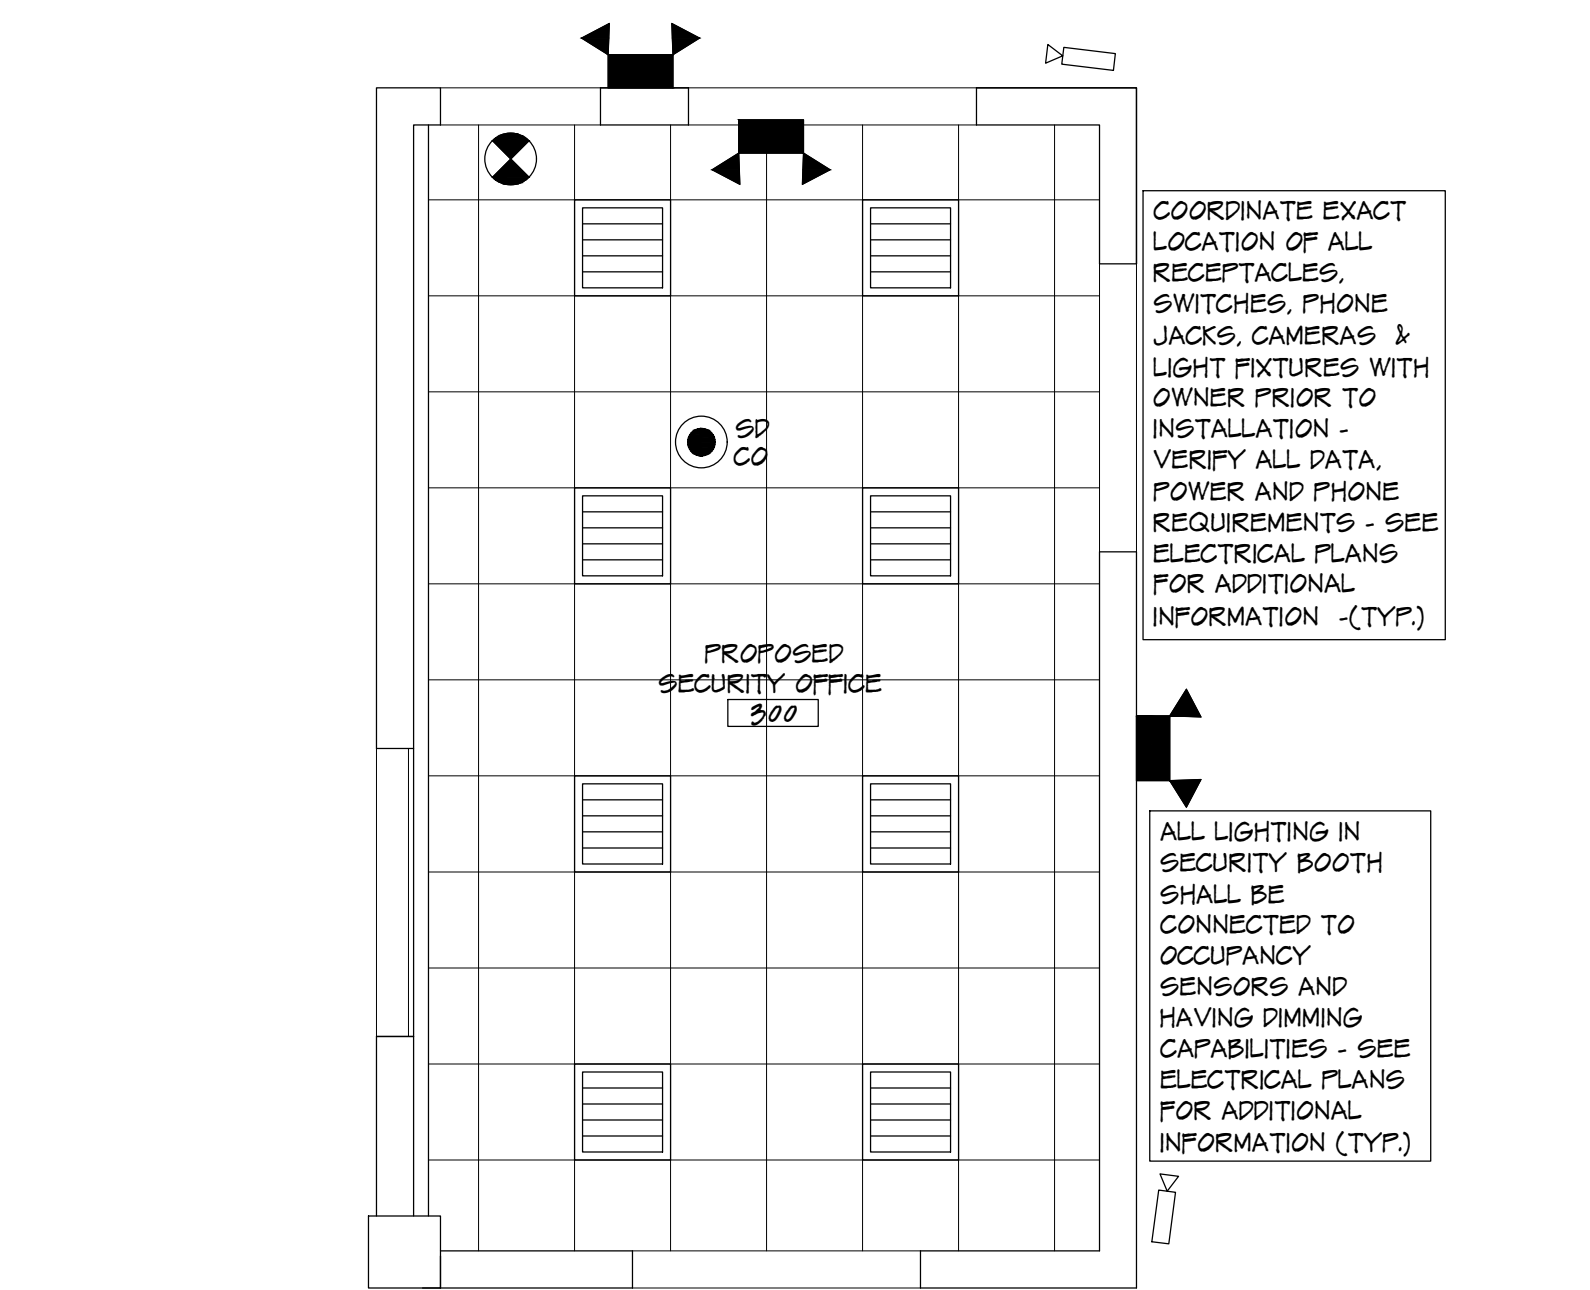 COORDINATE EXACT
LOCATION OF ALL
RECEPTACLES,
SWITCHES, PHONE
JACKS, CAMERAS &
LIGHT FIXTURES WITH
OWNER PRIOR TO
INSTALLATION -
VERIFY ALL DATA,
POWER AND PHONE
REQUIREMENTS - SEE
ELECTRICAL PLANS
FOR ADDITIONAL
INFORMATION -(TYP.)
SD
CO
PROPOSED
SECURITY OFFICE
300
ALL LIGHTING IN
SECURITY BOOTH
SHALL BE
CONNECTED TO
OCCUPANCY
SENSORS AND
HAVING DIMMING
CAPABILITIES - SEE
ELECTRICAL PLANS
FOR ADDITIONAL
INFORMATION (TYP.)